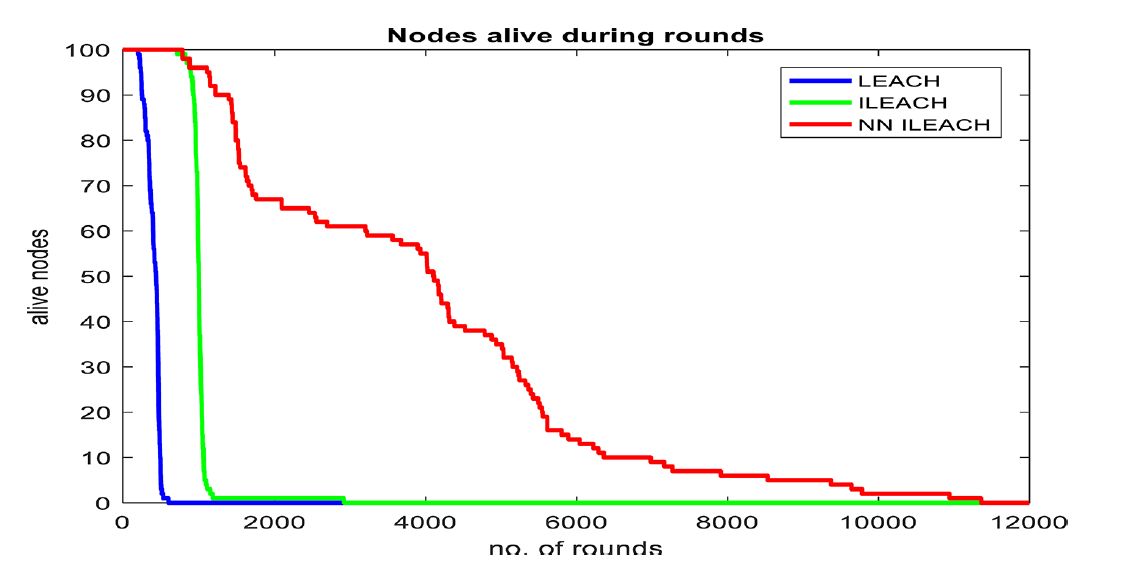 Nodes alive during rounds
100
90
80
70
60
50
40
30
20
10
0
alive nodes
LEACH
ILEACH
NN ILEACH
0 2000 4000 6000 8000 10000 12000
no. of rounds